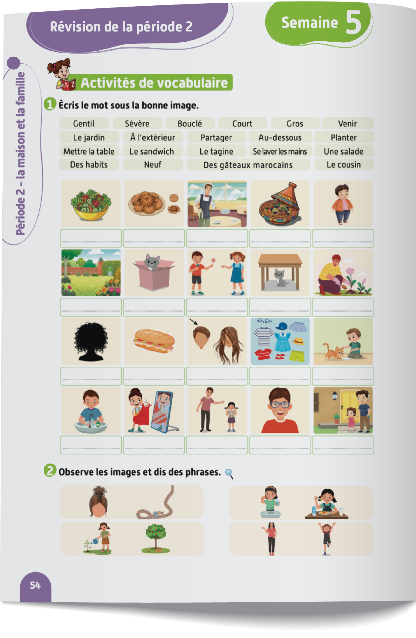 Révision de la période 2
Semaine 5
Période 2 - la maison et la famille
Activités de vocabulaire
1 Écris le mot sous la bonne image.
Gentil Sévère Bouclé Court Gros Venir
Le jardin À l'extérieur Partager Au-dessous Planter
Mettre la table Le sandwich Le tagine Se laver les mains Une salade
Des habits Neuf Des gâteaux marocains Le cousin
2 Observe les images et dis des phrases.
54